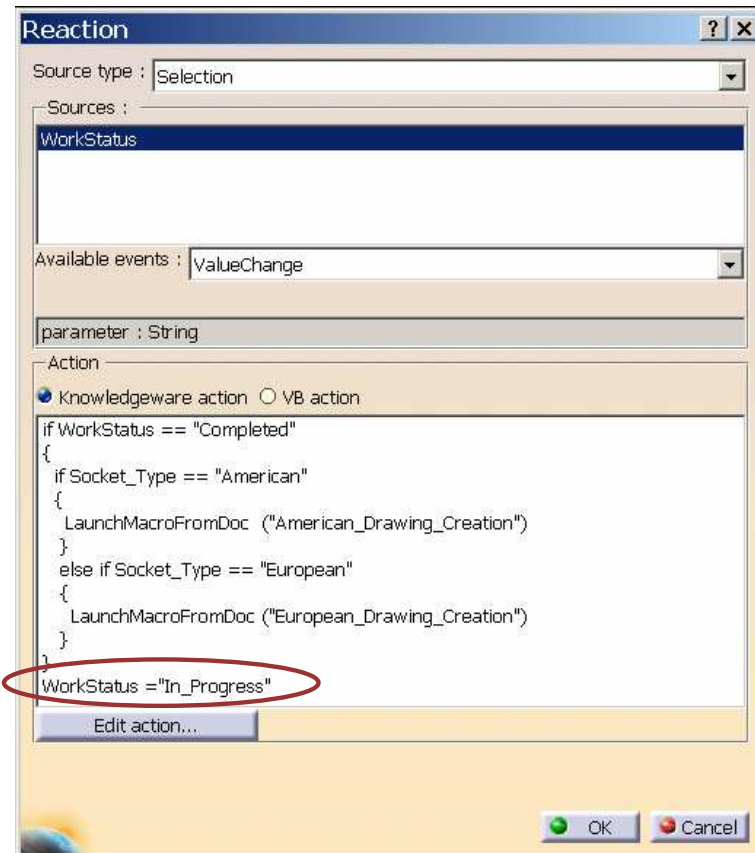 Reaction
? X
Source type : Selection
Sources :
WorkStatus
Available events : ValueChange
parameter : String
Action
Knowledgeware action VB action
if WorkStatus == "Completed"
{
if Socket_Type == "American"
{
LaunchMacroFromDoc ("American_Drawing_Creation")
}
else if Socket_Type == "European"
{
LaunchMacroFromDoc ("European_Drawing_Creation")
}
}
WorkStatus ="In_Progress"
Edit action...
OK Cancel